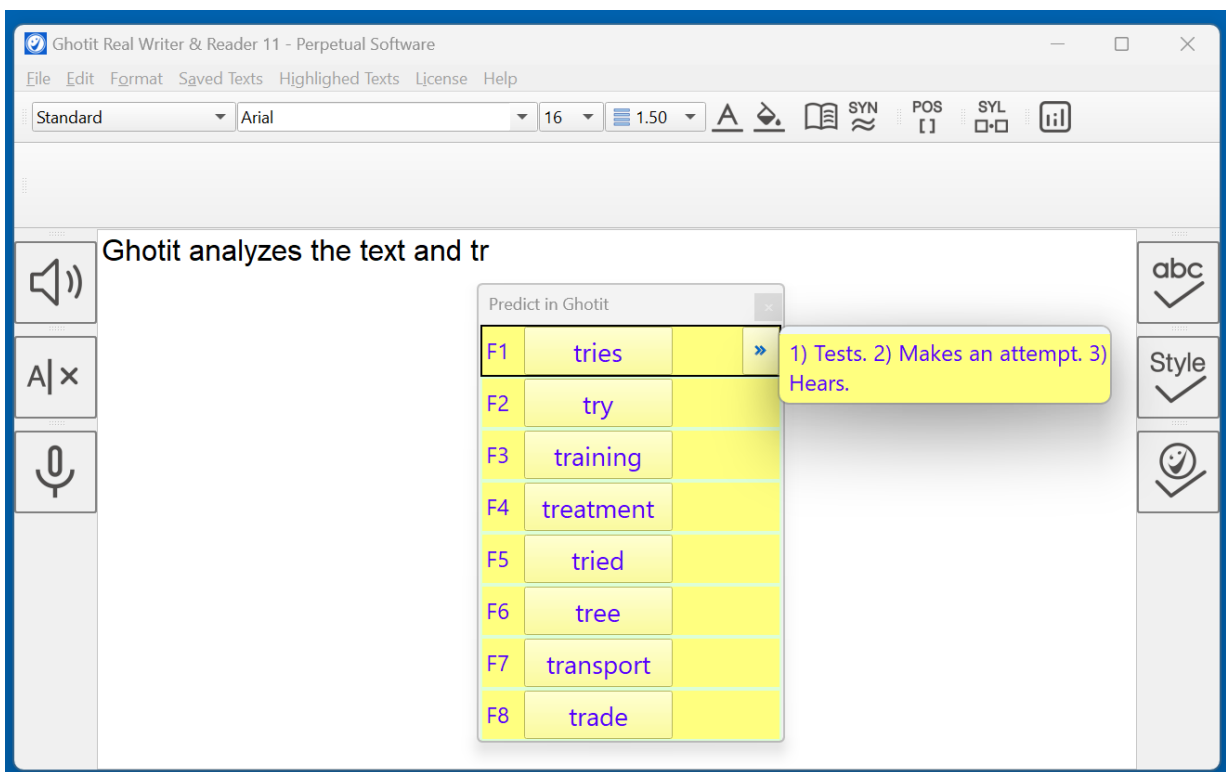 Ghotit Real Writer & Reader 11 - Perpetual Software
File Edit Format Saved Texts Highlighed Texts License Help
Standard Arial 16 1.50 A SYN POS [ ] SYL
Ghotit analyzes the text and tr
Predict in Ghotit
F1 tries » 1) Tests. 2) Makes an attempt. 3)
Hears.
F2 try
F3 training
F4 treatment
F5 tried
F6 tree
F7 transport
F8 trade
A
abc
Style